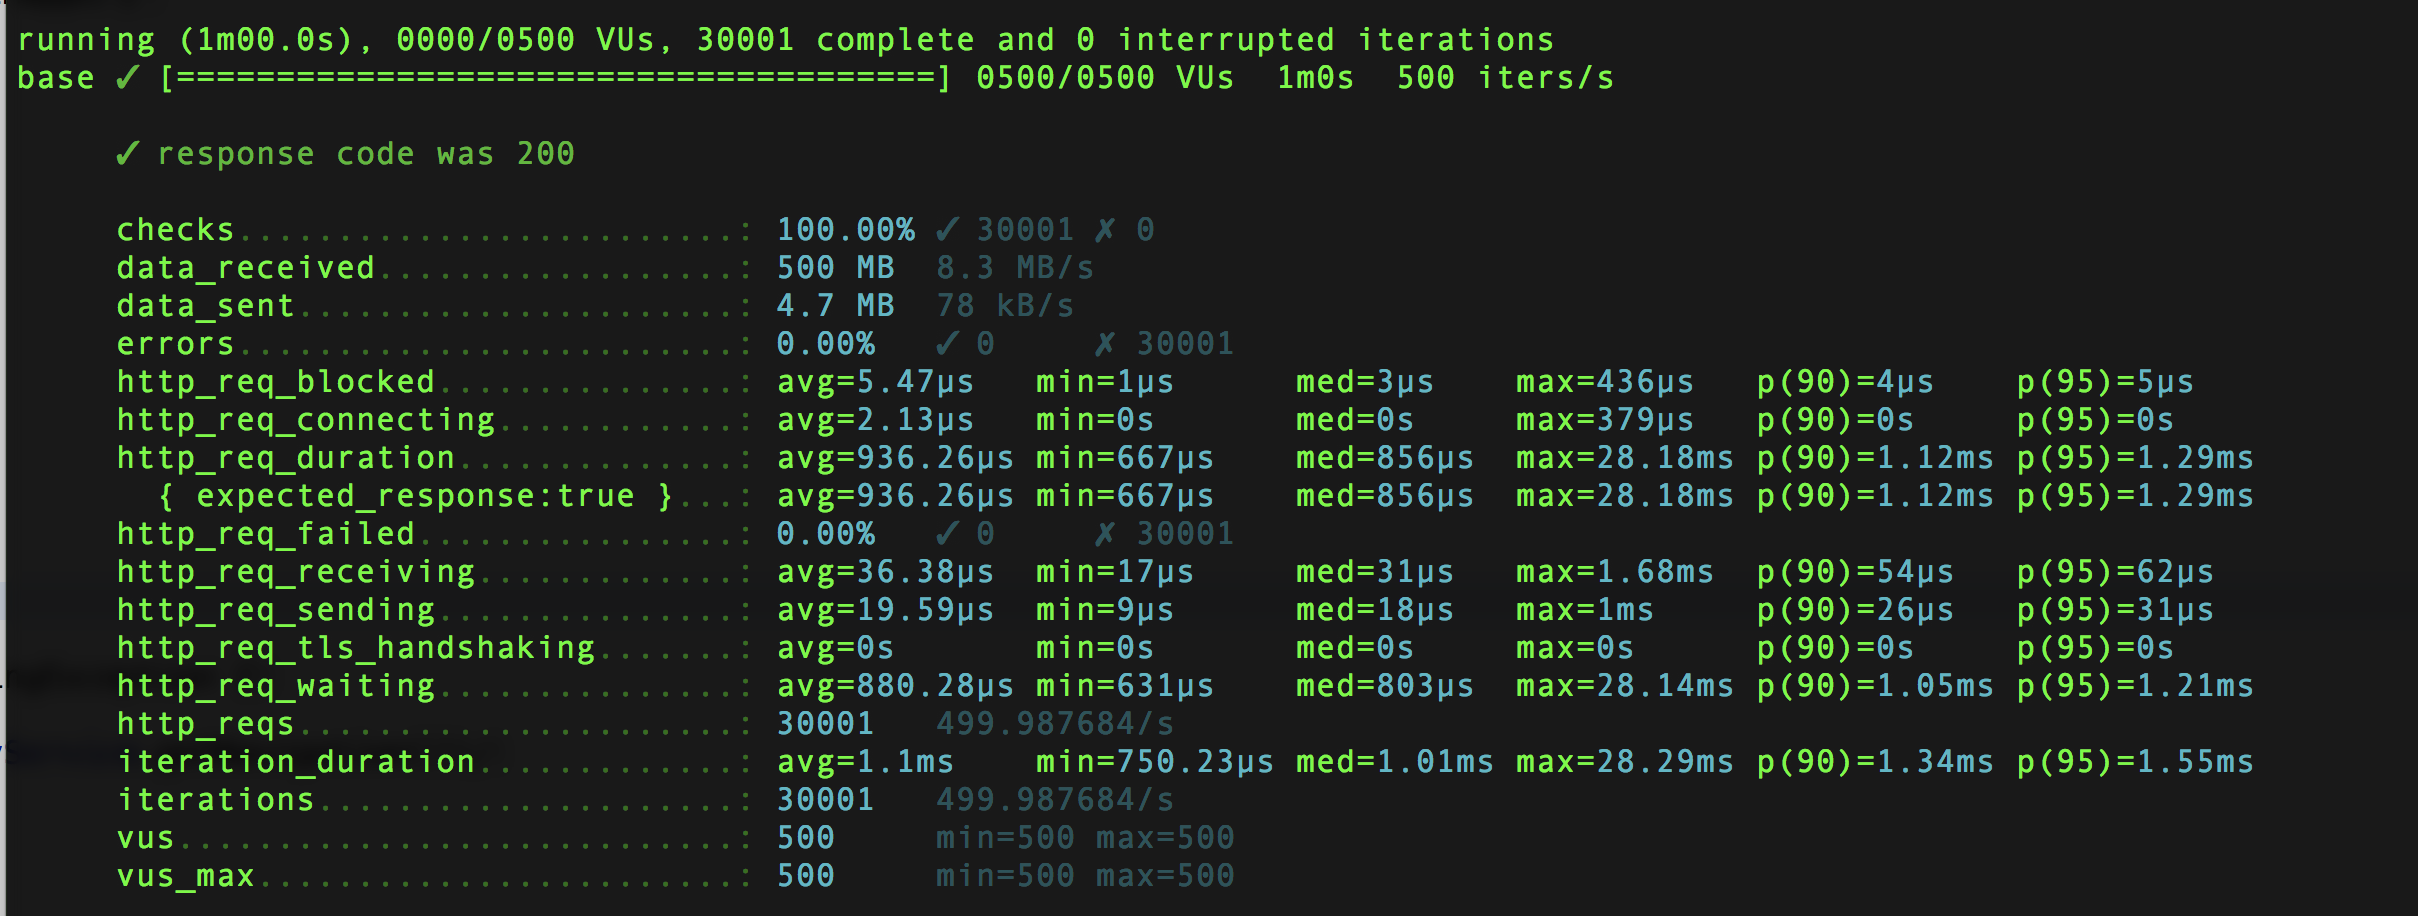 running (1m00.0s), 0000/0500 VUs, 30001 complete and 0 interrupted iterations
base ✓ [======================================] 0500/0500 VUs  1m0s  500 iters/s
✓ response code was 200
checks.........................: 100.00% ✓ 30001 ✗ 0
data_received..................: 500 MB  8.3 MB/s
data_sent......................: 4.7 MB  78 kB/s
errors.........................: 0.00%   ✓ 0     ✗ 30001
http_req_blocked...............: avg=5.47µs   min=1µs      med=3µs    max=436µs   p(90)=4µs    p(95)=5µs
http_req_connecting............: avg=2.13µs   min=0s       med=0s     max=379µs   p(90)=0s     p(95)=0s
http_req_duration..............: avg=936.26µs min=667µs    med=856µs  max=28.18ms p(90)=1.12ms p(95)=1.29ms
{ expected_response:true }...: avg=936.26µs min=667µs    med=856µs  max=28.18ms p(90)=1.12ms p(95)=1.29ms
http_req_failed................: 0.00%   ✓ 0     ✗ 30001
http_req_receiving.............: avg=36.38µs  min=17µs     med=31µs   max=1.68ms  p(90)=54µs   p(95)=62µs
http_req_sending...............: avg=19.59µs  min=9µs      med=18µs   max=1ms     p(90)=26µs   p(95)=31µs
http_req_tls_handshaking.......: avg=0s       min=0s       med=0s     max=0s      p(90)=0s     p(95)=0s
http_req_waiting...............: avg=880.28µs min=631µs    med=803µs  max=28.14ms p(90)=1.05ms p(95)=1.21ms
http_reqs......................: 30001   499.987684/s
iteration_duration.............: avg=1.1ms    min=750.23µs med=1.01ms max=28.29ms p(90)=1.34ms p(95)=1.55ms
iterations.....................: 30001   499.987684/s
vus............................: 500     min=500 max=500
vus_max........................: 500     min=500 max=500